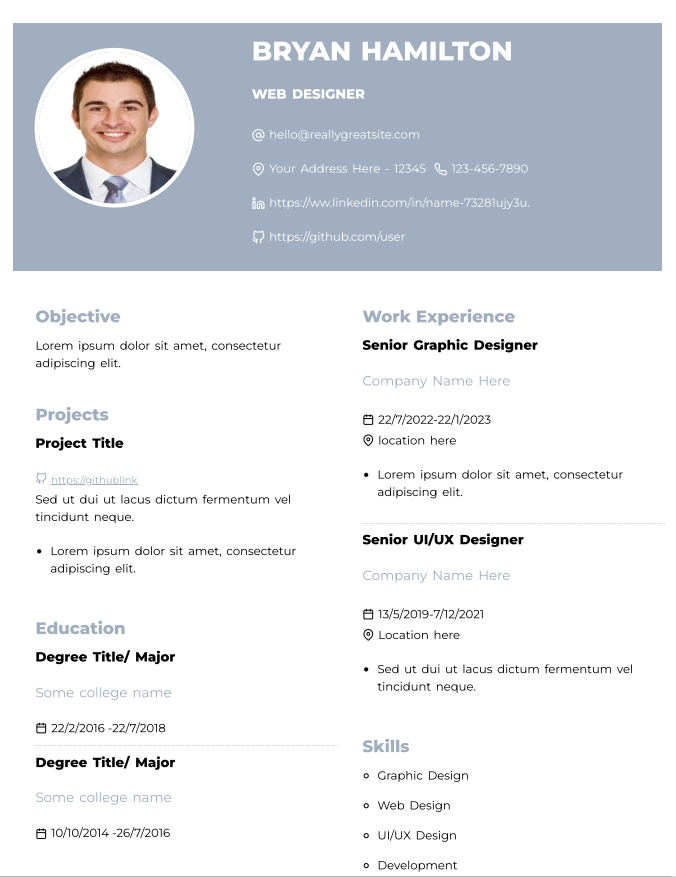 BRYAN HAMILTON
WEB DESIGNER
hello@reallygreatsite.com
Your Address Here - 12345 123-456-7890
https://ww.linkedin.com/in/name-73281ujy3u.
https://github.com/user
Objective
Lorem ipsum dolor sit amet, consectetur
adipiscing elit.
Projects
Project Title
https://githublink
Sed ut dui ut lacus dictum fermentum vel
tincidunt neque.
• Lorem ipsum dolor sit amet, consectetur
adipiscing elit.
Education
Degree Title/ Major
Some college name
22/2/2016 -22/7/2018
Degree Title/ Major
Some college name
10/10/2014 -26/7/2016
Work Experience
Senior Graphic Designer
Company Name Here
22/7/2022-22/1/2023
location here
• Lorem ipsum dolor sit amet, consectetur
adipiscing elit.
Senior UI/UX Designer
Company Name Here
13/5/2019-7/12/2021
Location here
• Sed ut dui ut lacus dictum fermentum vel
tincidunt neque.
Skills
Graphic Design
Web Design
UI/UX Design
Development